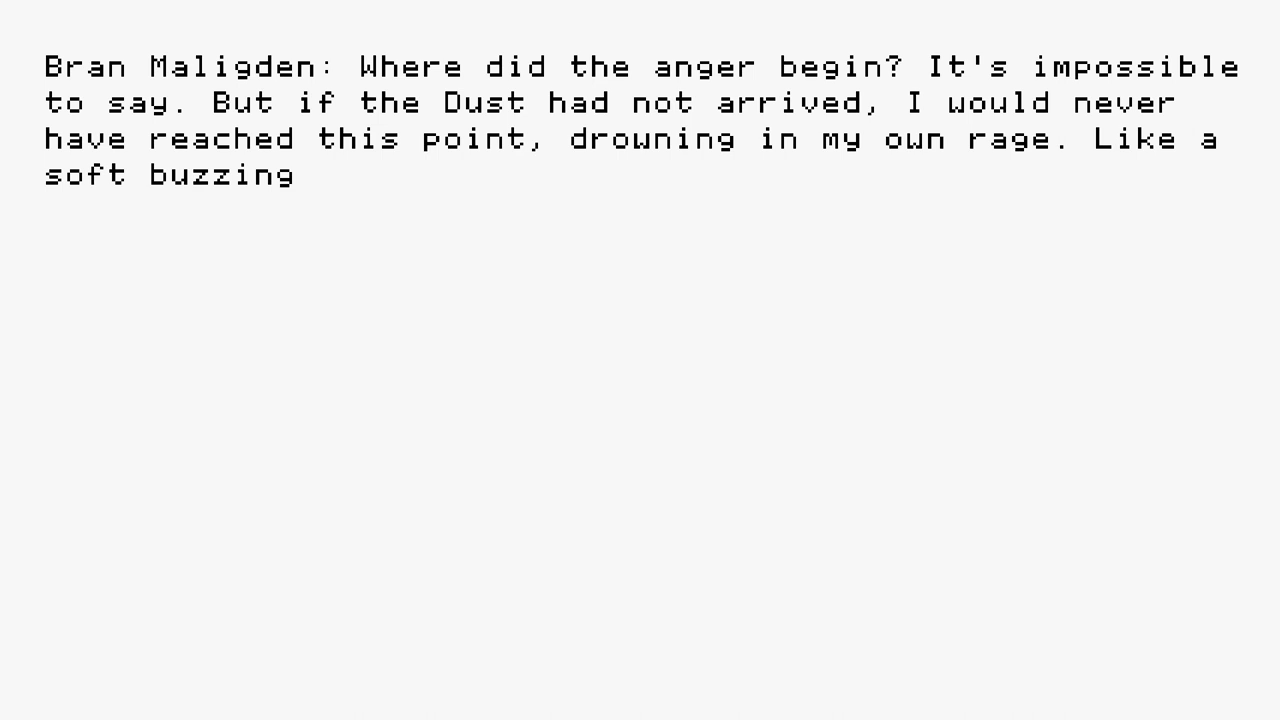 Bran Maligden: Where did the anger begin? It's impossible
to say. But if the Dust had not arrived, I would never
have reached this point, drowning in my own rage. Like a
soft buzzing